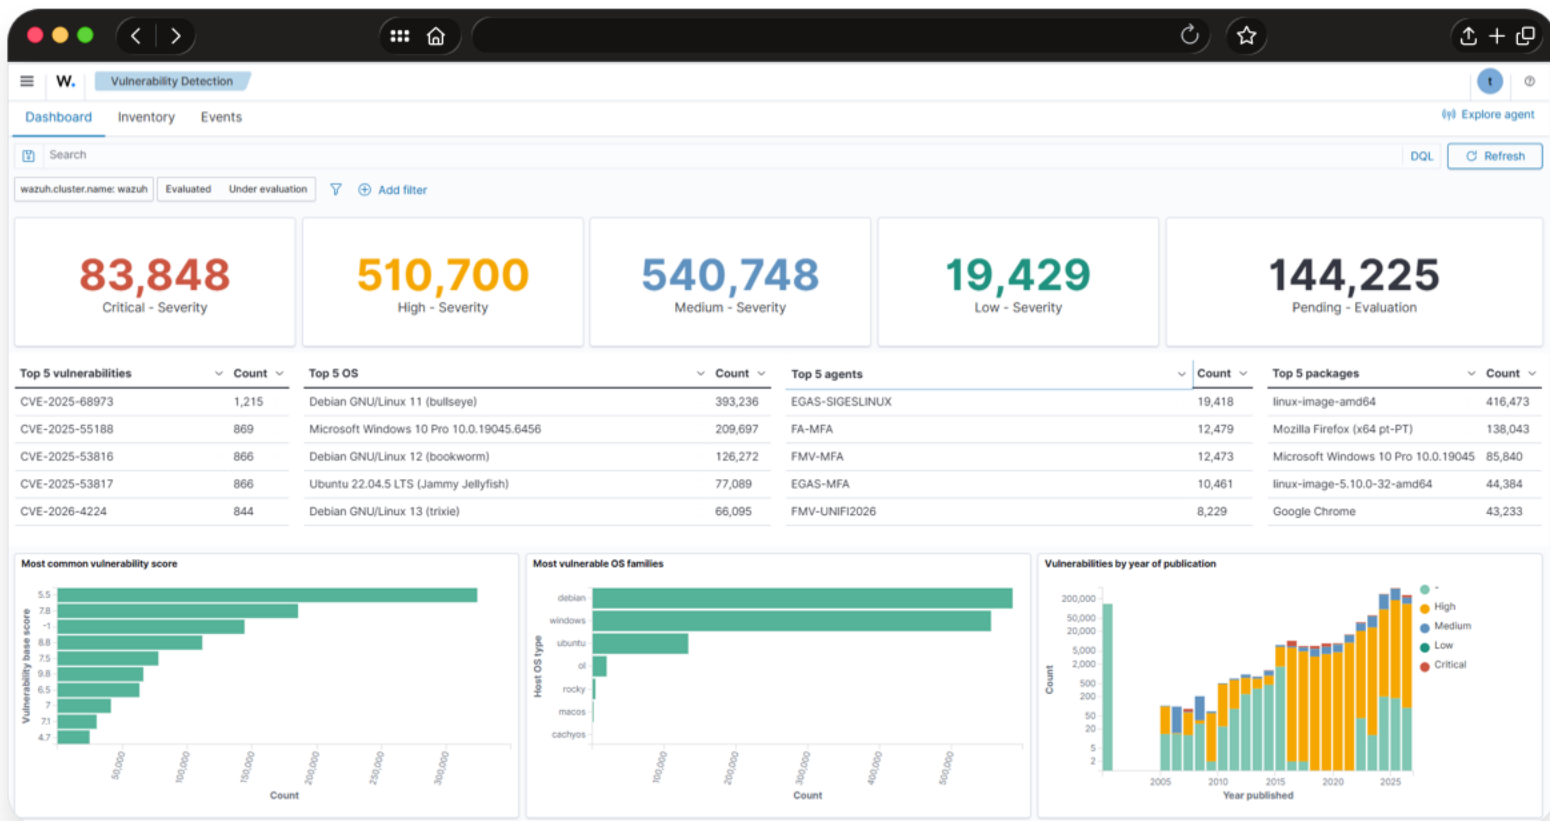 W. Vulnerability Detection t
Dashboard Inventory Events Explore agent
Search DQL Refresh
wazuh.cluster.name: wazuh Evaluated Under evaluation Add filter
83,848 510,700 540,748 19,429 144,225
Critical - Severity High - Severity Medium - Severity Low - Severity Pending - Evaluation
Top 5 vulnerabilities Count
CVE-2025-68973 1,215
CVE-2025-55188 869
CVE-2025-53816 866
CVE-2025-53817 866
CVE-2026-4224 844
Top 5 OS Count
Debian GNU/Linux 11 (bullseye) 393,236
Microsoft Windows 10 Pro 10.0.19045.6456 209,697
Debian GNU/Linux 12 (bookworm) 126,272
Ubuntu 22.04.5 LTS (Jammy Jellyfish) 77,089
Debian GNU/Linux 13 (trixie) 66,095
Top 5 agents Count
EGAS-SIGESLINUX 19,418
FA-MFA 12,479
FMV-MFA 12,473
EGAS-MFA 10,461
FMV-UNIFI2026 8,229
Top 5 packages Count
linux-image-amd64 416,473
Mozilla Firefox (x64 pt-PT) 138,043
Microsoft Windows 10 Pro 10.0.19045 85,840
linux-image-5.10.0-32-amd64 44,384
Google Chrome 43,233
Most common vulnerability score
Vulnerability base score
5.5
7.8
-1
8.8
7.5
9.8
6.5
7
7.1
4.7
50,000 100,000 150,000 200,000 250,000 300,000
Count
Most vulnerable OS families
Host OS type
debian
windows
ubuntu
ol
rocky
macos
cachyos
100,000 200,000 300,000 400,000 500,000
Count
Vulnerabilities by year of publication
Count
200,000
50,000
20,000
5,000
2,000
500
200
50
20
5
2
2005 2010 2015 2020 2025
Year published
-
High
Medium
Low
Critical